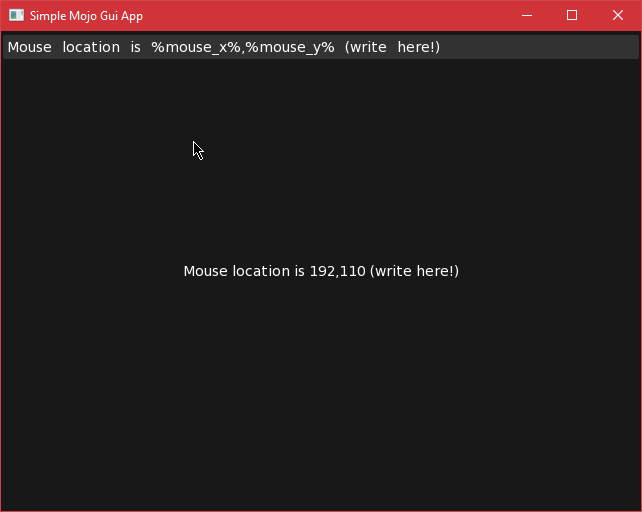 Simple Mojo Gui App
Mouse location is %mouse_x%,%mouse_y% (write here!)
Mouse location is 192,110 (write here!)